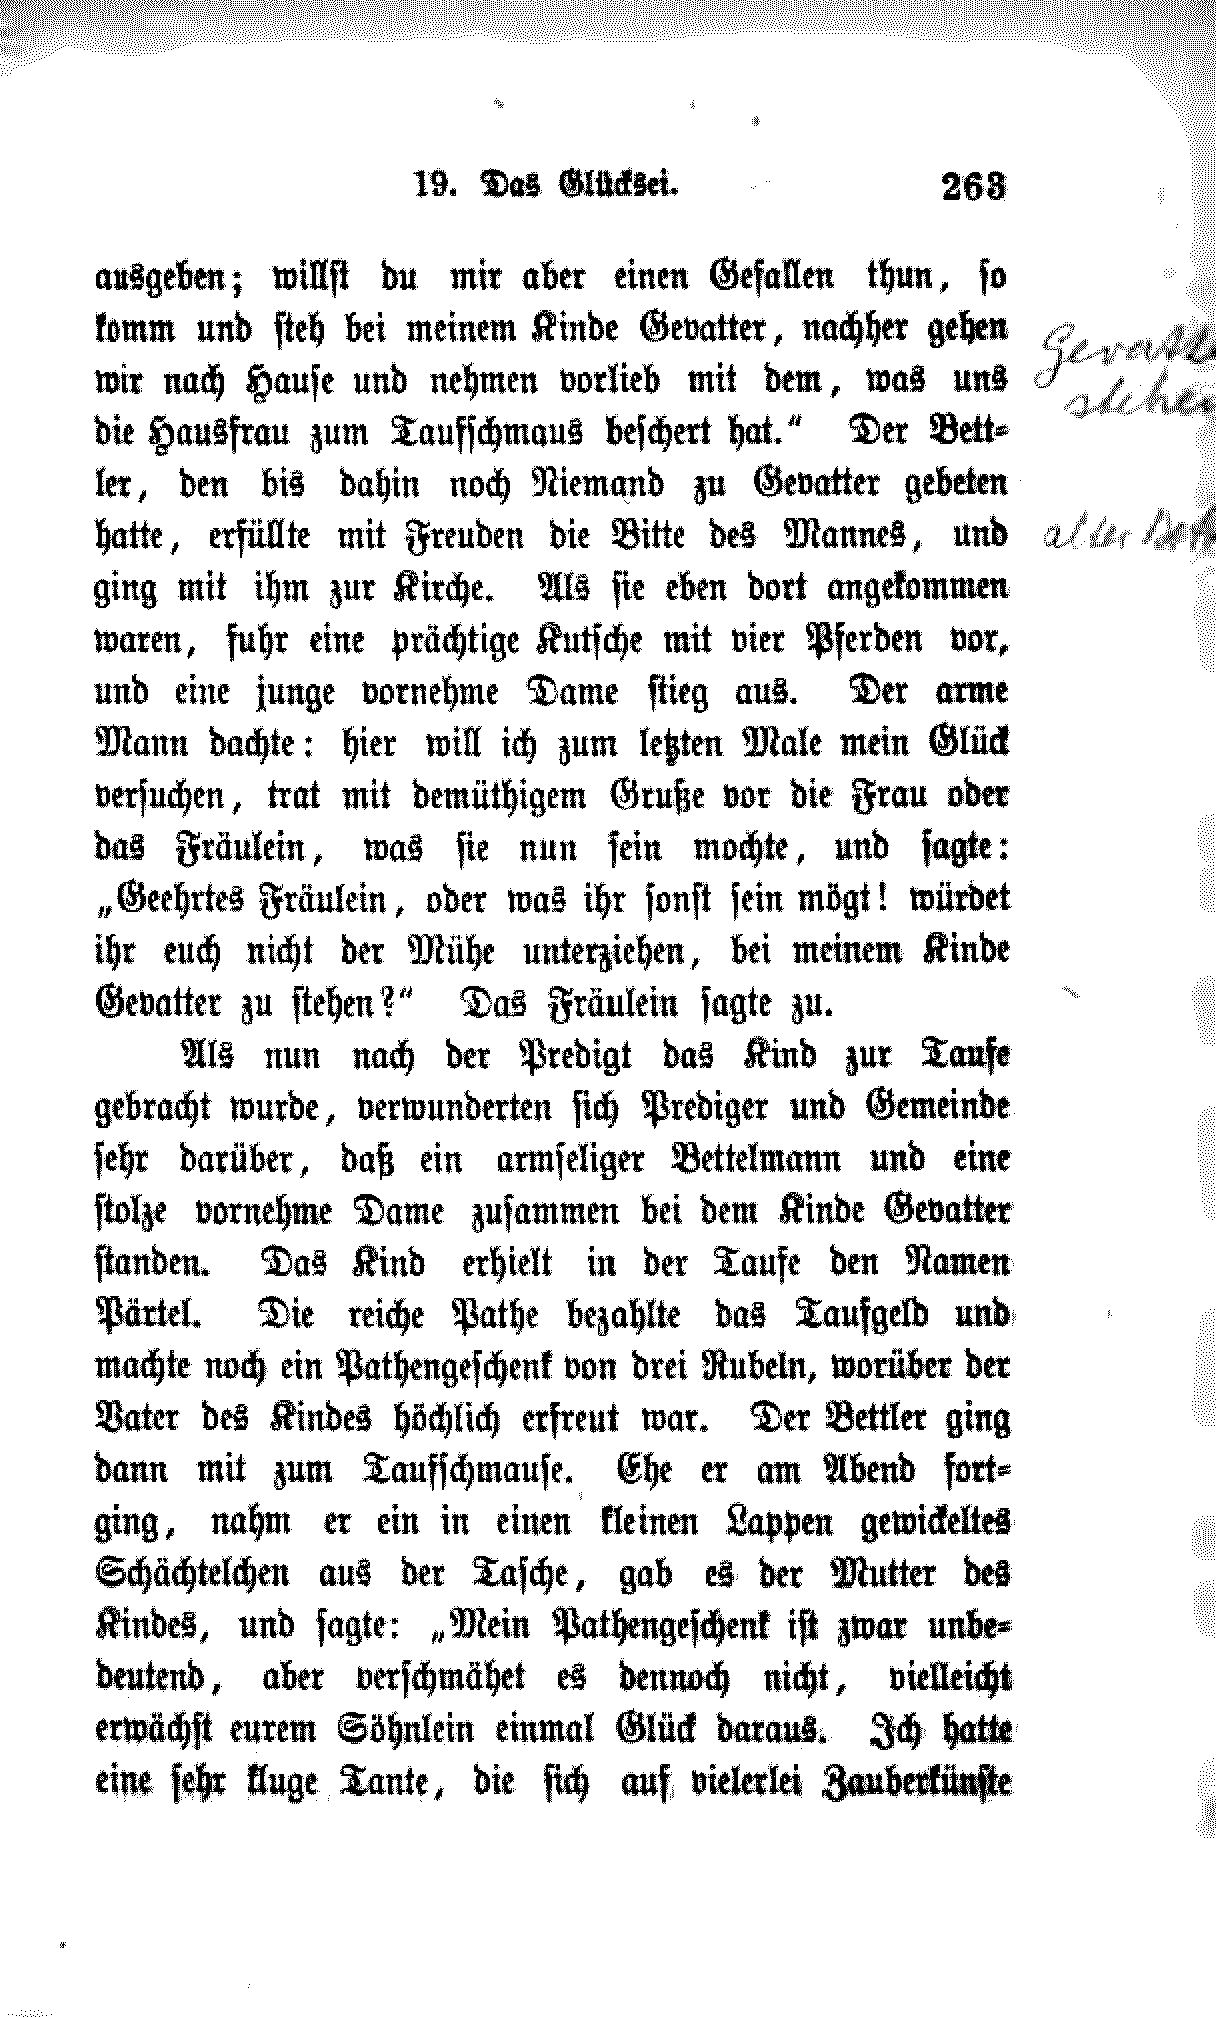 19. Das Glücksei. 263
ausgeben; willst du mir aber einen Gefallen thun, so
komm und steh bei meinem Kinde Gevatter, nachher gehen
wir nach Hause und nehmen vorlieb mit dem, was uns
die Hausfrau zum Taufschmaus beschert hat.“ Der Bett-
ler, den bis dahin noch Niemand zu Gevatter gebeten
hatte, erfüllte mit Freuden die Bitte des Mannes, und
ging mit ihm zur Kirche. Als sie eben dort angekommen
waren, fuhr eine prächtige Kutsche mit vier Pferden vor,
und eine junge vornehme Dame stieg aus. Der arme
Mann dachte: hier will ich zum letzten Male mein Glück
versuchen, trat mit demüthigem Gruße vor die Frau oder
das Fräulein, was sie nun sein mochte, und sagte:
„Geehrtes Fräulein, oder was ihr sonst sein mögt! würdet
ihr euch nicht der Mühe unterziehen, bei meinem Kinde
Gevatter zu stehen?“ Das Fräulein sagte zu.
Als nun nach der Predigt das Kind zur Taufe
gebracht wurde, verwunderten sich Prediger und Gemeinde
sehr darüber, daß ein armseliger Bettelmann und eine
stolze vornehme Dame zusammen bei dem Kinde Gevatter
standen. Das Kind erhielt in der Taufe den Namen
Pärtel. Die reiche Pathe bezahlte das Taufgeld und
machte noch ein Pathengeschenk von drei Rubeln, worüber der
Vater des Kindes höchlich erfreut war. Der Bettler ging
dann mit zum Taufschmause. Ehe er am Abend fort-
ging, nahm er ein in einen kleinen Lappen gewickeltes
Schächtelchen aus der Tasche, gab es der Mutter des
Kindes, und sagte: „Mein Pathengeschenk ist zwar unbe-
deutend, aber verschmähet es dennoch nicht, vielleicht
erwächst eurem Söhnlein einmal Glück daraus. Ich hatte
eine sehr kluge Tante, die sich auf vielerlei Zauberkünste
alter